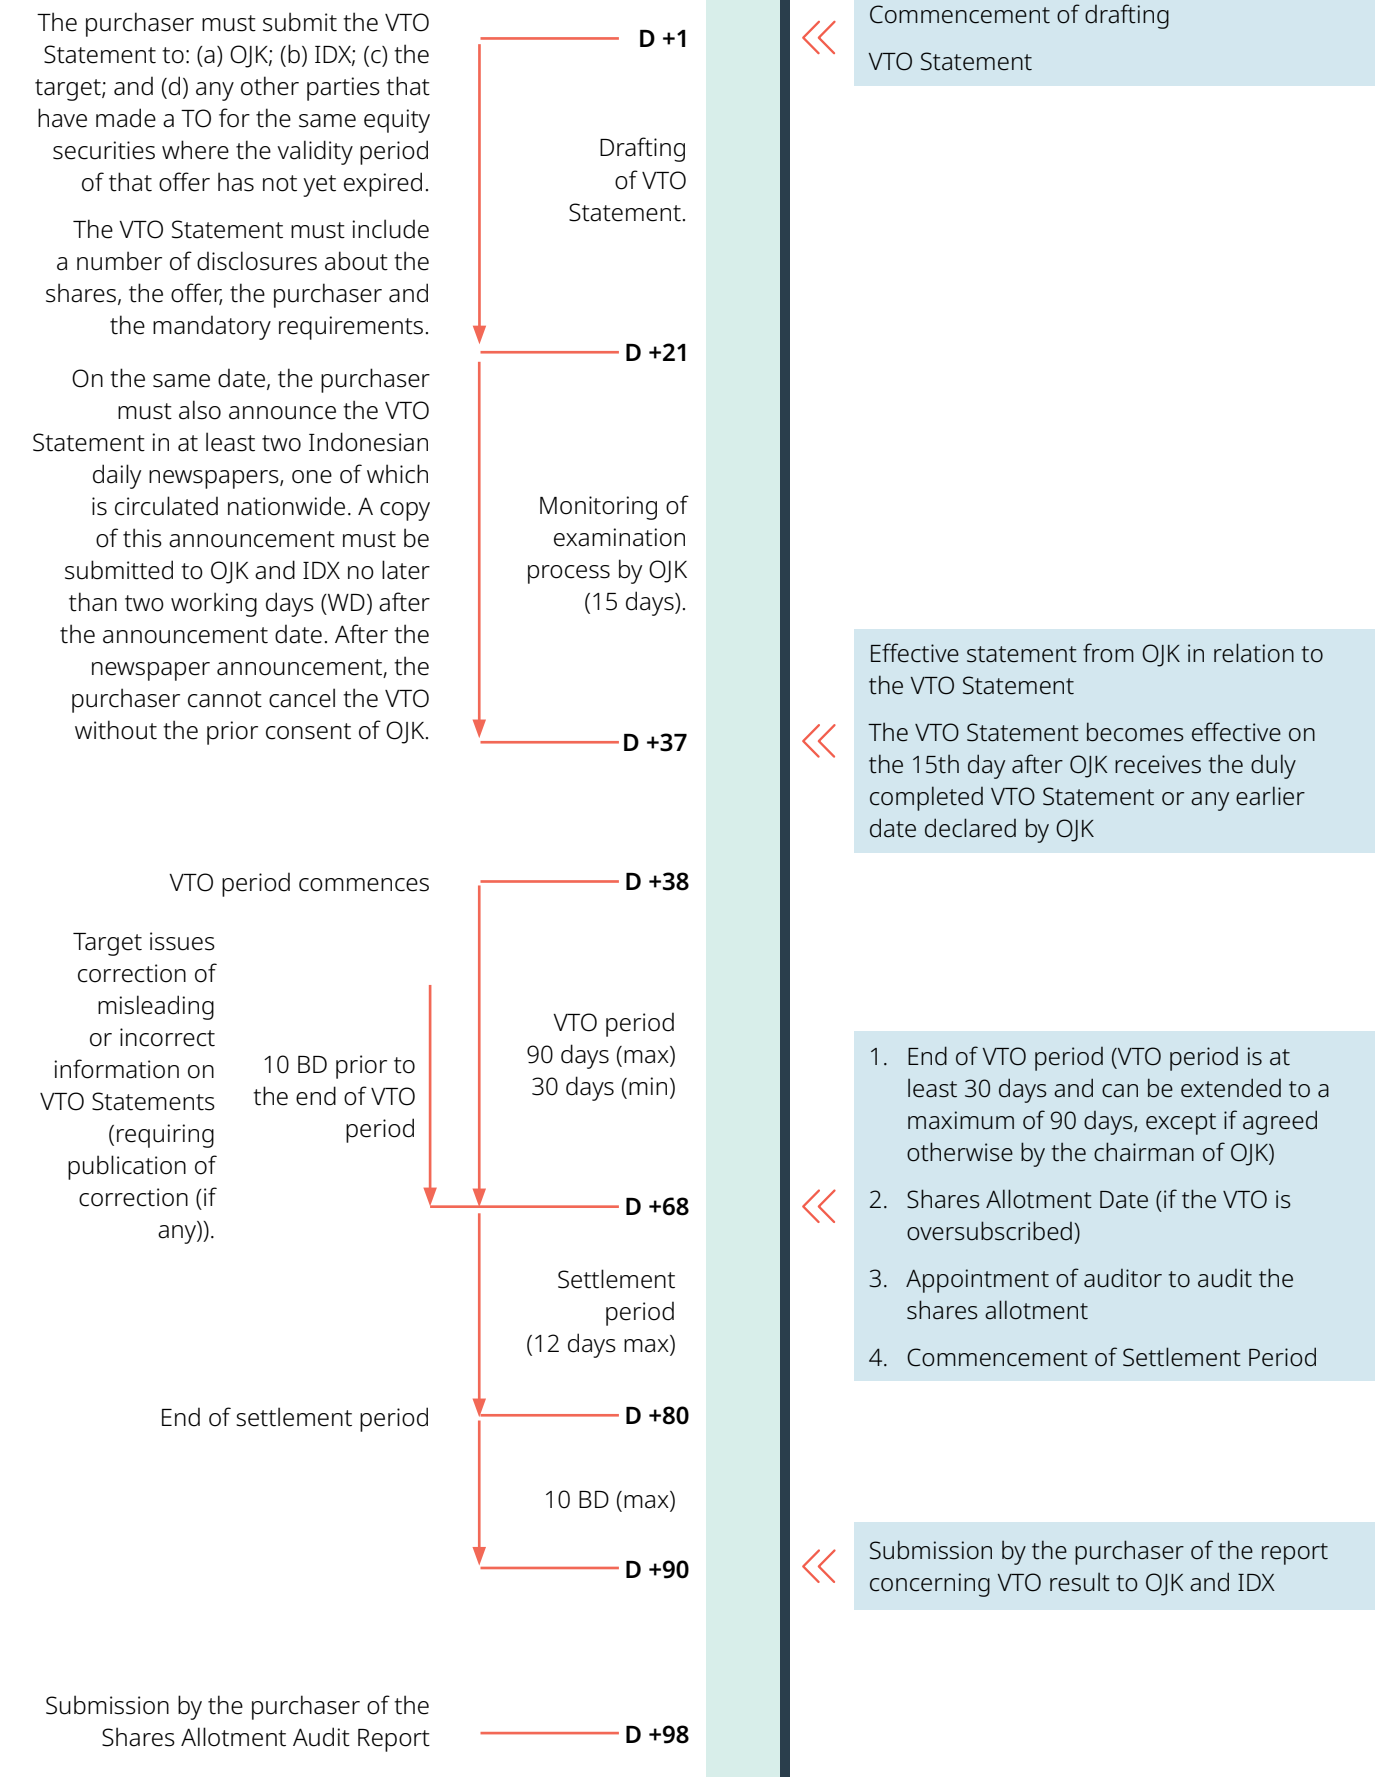 The purchaser must submit the VTO
Statement to: (a) OJK; (b) IDX; (c) the
target; and (d) any other parties that
have made a TO for the same equity
securities where the validity period
of that offer has not yet expired.
The VTO Statement must include
a number of disclosures about the
shares, the offer, the purchaser and
the mandatory requirements.
On the same date, the purchaser
must also announce the VTO
Statement in at least two Indonesian
daily newspapers, one of which
is circulated nationwide. A copy
of this announcement must be
submitted to OJK and IDX no later
than two working days (WD) after
the announcement date. After the
newspaper announcement, the
purchaser cannot cancel the VTO
without the prior consent of OJK.
D +1
Drafting
of VTO
Statement.
D +21
Monitoring of
examination
process by OJK
(15 days).
D +37
Commencement of drafting
VTO Statement
Effective statement from OJK in relation to
the VTO Statement
The VTO Statement becomes effective on
the 15th day after OJK receives the duly
completed VTO Statement or any earlier
date declared by OJK
VTO period commences
D +38
Target issues
correction of
misleading
or incorrect
information on
VTO Statements
(requiring
publication of
correction (if
any)).
10 BD prior to
the end of VTO
period
VTO period
90 days (max)
30 days (min)
D +68
1. End of VTO period (VTO period is at
least 30 days and can be extended to a
maximum of 90 days, except if agreed
otherwise by the chairman of OJK)
2. Shares Allotment Date (if the VTO is
oversubscribed)
3. Appointment of auditor to audit the
shares allotment
4. Commencement of Settlement Period
Settlement
period
(12 days max)
End of settlement period
D +80
10 BD (max)
D +90
Submission by the purchaser of the report
concerning VTO result to OJK and IDX
Submission by the purchaser of the
Shares Allotment Audit Report
D +98